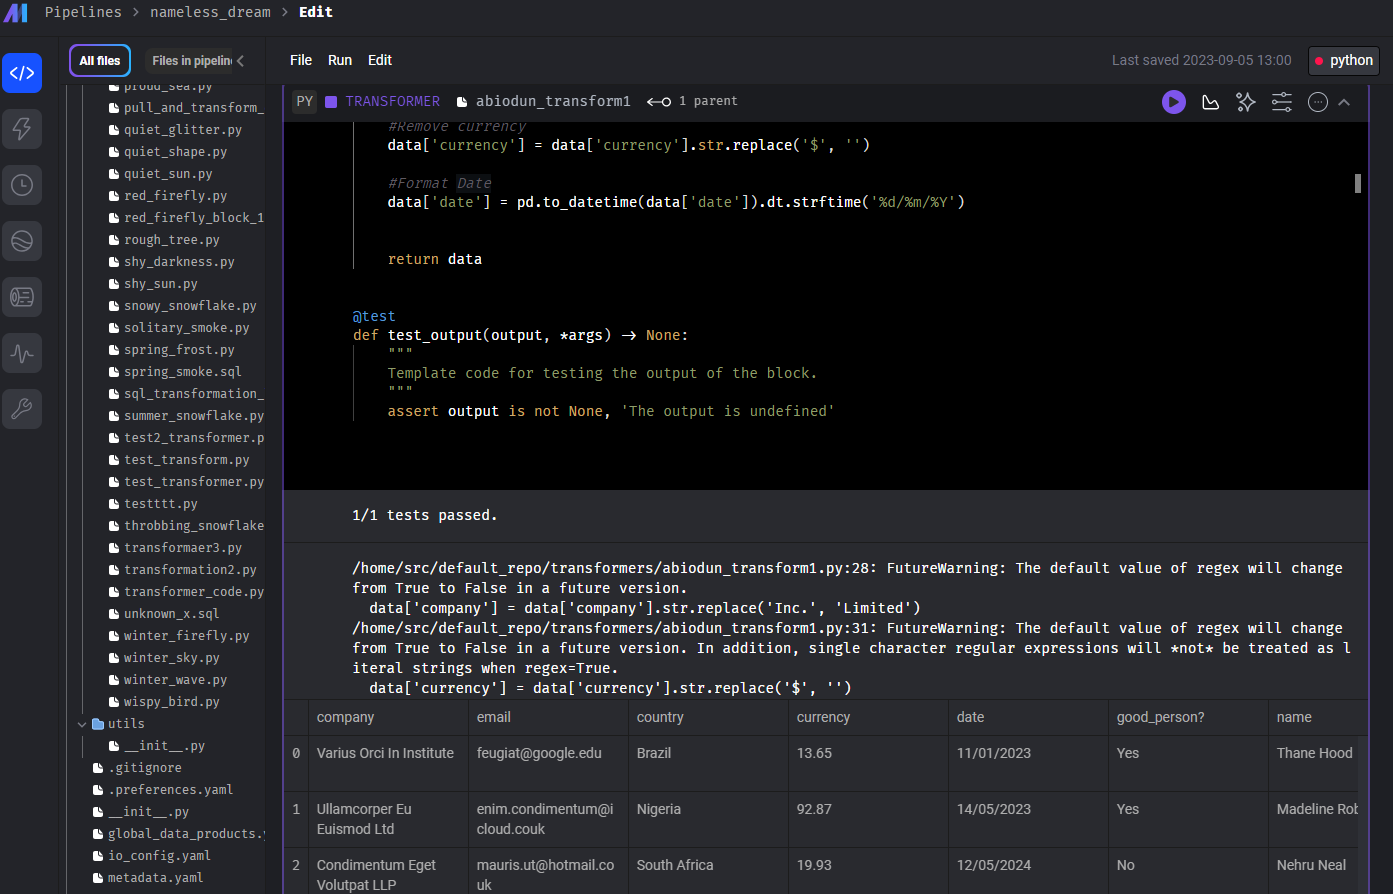 Pipelines > nameless_dream > Edit
All files
Files in pipelin
File Run Edit
Last saved 2023-09-05 13:00
python
proud_sea.py
pull_and_transform_
quiet_glitter.py
quiet_shape.py
quiet_sun.py
red_firefly.py
red_firefly_block_1
rough_tree.py
shy_darkness.py
shy_sun.py
snowy_snowflake.py
solitary_smoke.py
spring_frost.py
spring_smoke.sql
sql_transformation_
summer_snowflake.py
test2_transformer.p
test_transform.py
test_transformer.py
testttt.py
throbbing_snowflake
transformaer3.py
transformation2.py
transformer_code.py
unknown_x.sql
winter_firefly.py
winter_sky.py
winter_wave.py
wispy_bird.py
utils
__init__.py
.gitignore
.preferences.yaml
__init__.py
global_data_products.y
io_config.yaml
metadata.yaml
PY TRANSFORMER abiodun_transform1 1 parent
#Remove currency
data['currency'] = data['currency'].str.replace('$', '')
#Format Date
data['date'] = pd.to_datetime(data['date']).dt.strftime('%d/%m/%Y')
return data
@test
def test_output(output, *args) -> None:
"""
Template code for testing the output of the block.
"""
assert output is not None, 'The output is undefined'
1/1 tests passed.
/home/src/default_repo/transformers/abiodun_transform1.py:28: FutureWarning: The default value of regex will change
from True to False in a future version.
data['company'] = data['company'].str.replace('Inc.', 'Limited')
/home/src/default_repo/transformers/abiodun_transform1.py:31: FutureWarning: The default value of regex will change
from True to False in a future version. In addition, single character regular expressions will *not* be treated as l
iteral strings when regex=True.
data['currency'] = data['currency'].str.replace('$', '')
company email country currency date good_person? name
0 Varius Orci In Institute feugiat@google.edu Brazil 13.65 11/01/2023 Yes Thane Hood
1 Ullamcorper Eu enim.condimentum@i Nigeria 92.87 14/05/2023 Yes Madeline Rob
Euismod Ltd cloud.couk
2 Condimentum Eget mauris.ut@hotmail.co South Africa 19.93 12/05/2024 No Nehru Neal
Volutpat LLP uk